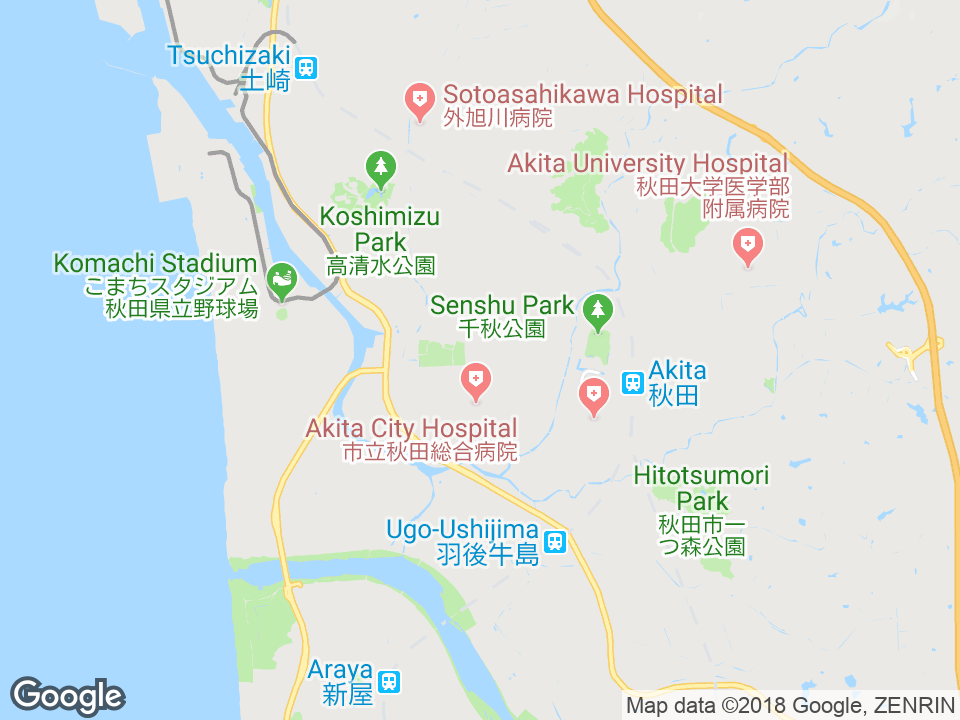 Tsuchizaki
土崎
Sotoasahikawa Hospital
外旭川病院
Akita University Hospital
秋田大学医学部
附属病院
Koshimizu
Park
高清水公園
Komachi Stadium
こまちスタジアム
秋田県立野球場
Senshu Park
千秋公園
Akita
秋田
Akita City Hospital
市立秋田総合病院
Hitotsumori
Park
秋田市一
つ森公園
Ugo-Ushijima
羽後牛島
Araya
新屋
Google
Map data ©2018 Google, ZENRIN